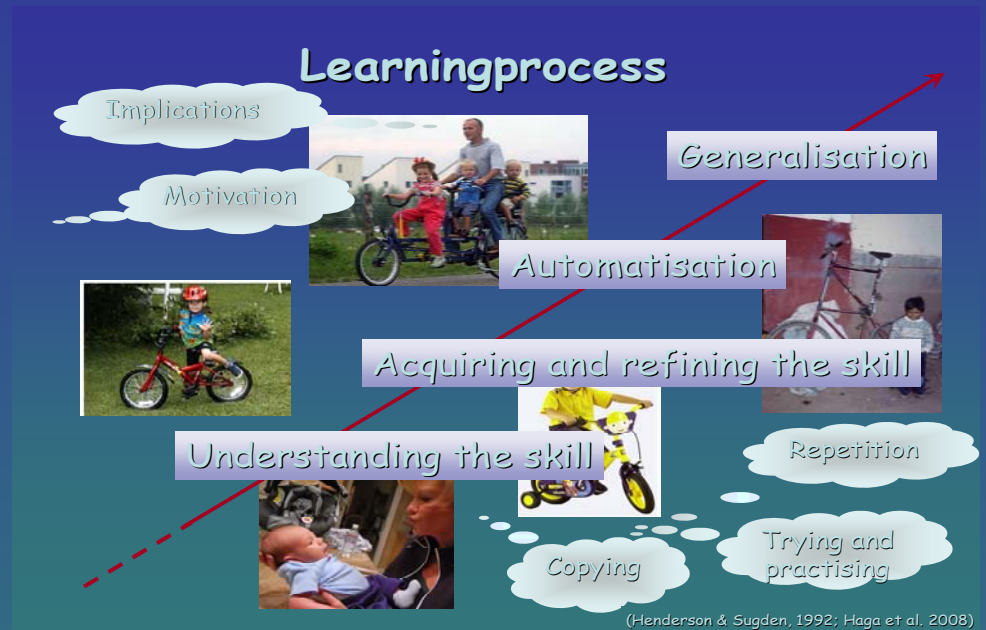 Learningprocess
Implications
Motivation
Generalisation
Automatisation
Acquiring and refining the skill
Understanding the skill
Repetition
Trying and
practising
Copying
(Henderson & Sugden, 1992; Haga et al. 2008)